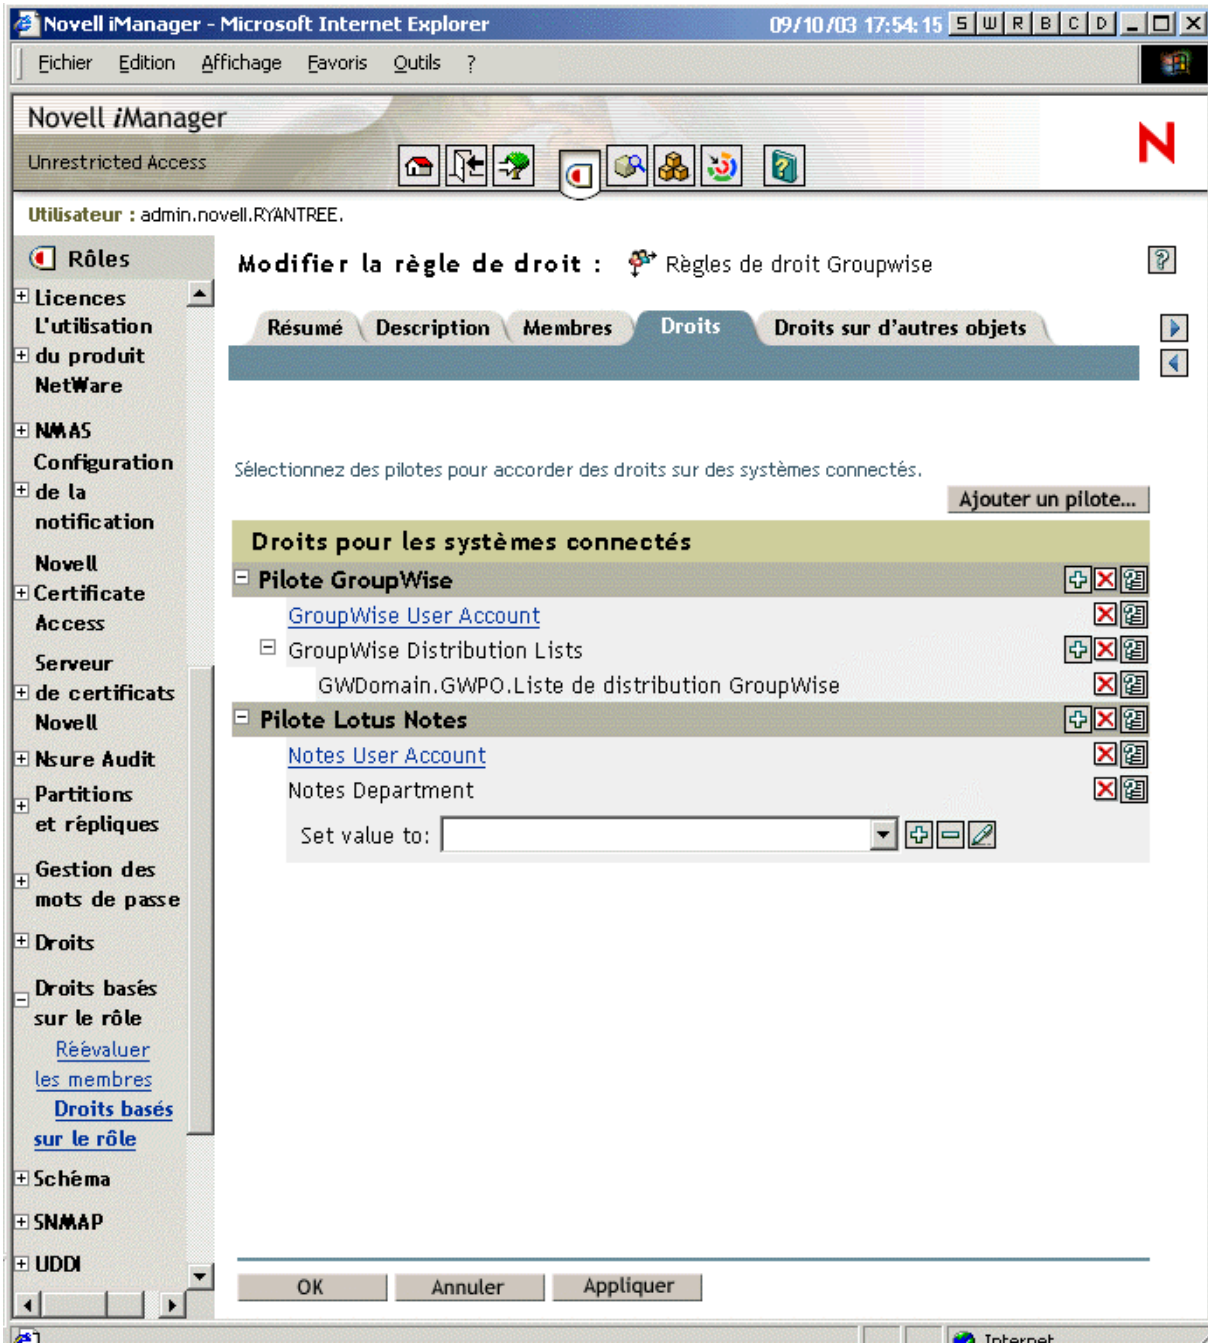 Novell iManager - Microsoft Internet Explorer
09/10/03 17:54:15 S W R B C D
Fichier Edition Affichage Favoris Outils ?
Novell iManager
N
Unrestricted Access
Utilisateur : admin.novell.RYANTREE.
Rôles
Licences
L'utilisation
du produit
NetWare
NMAS
Configuration
de la
notification
Novell
Certificate
Access
Serveur
de certificats
Novell
Nsure Audit
Partitions
et répliques
Gestion des
mots de passe
Droits
Droits basés
sur le rôle
Réévaluer
les membres
Droits basés
sur le rôle
Schéma
SNMAP
UDDI
Modifier la règle de droit : Règles de droit Groupwise
?
Résumé Description Membres Droits Droits sur d'autres objets
Sélectionnez des pilotes pour accorder des droits sur des systèmes connectés.
Ajouter un pilote...
Droits pour les systèmes connectés
Pilote GroupWise
GroupWise User Account
GroupWise Distribution Lists
GWDomain.GWPO.Liste de distribution GroupWise
Pilote Lotus Notes
Notes User Account
Notes Department
Set value to:
OK Annuler Appliquer
Internet